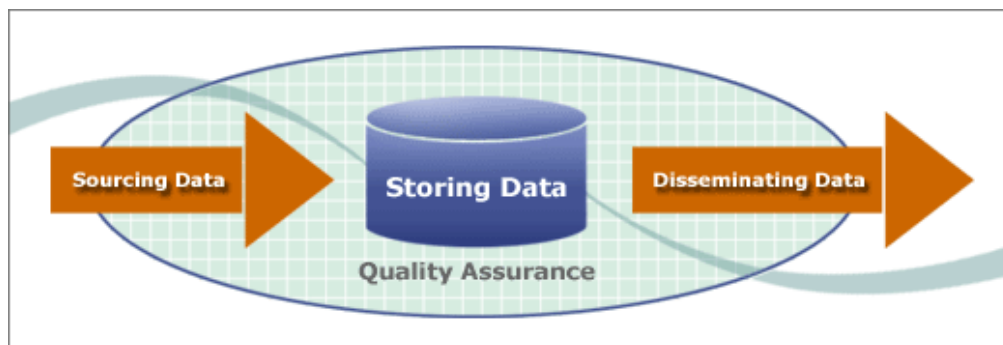 Sourcing Data
Storing Data
Disseminating Data
Quality Assurance